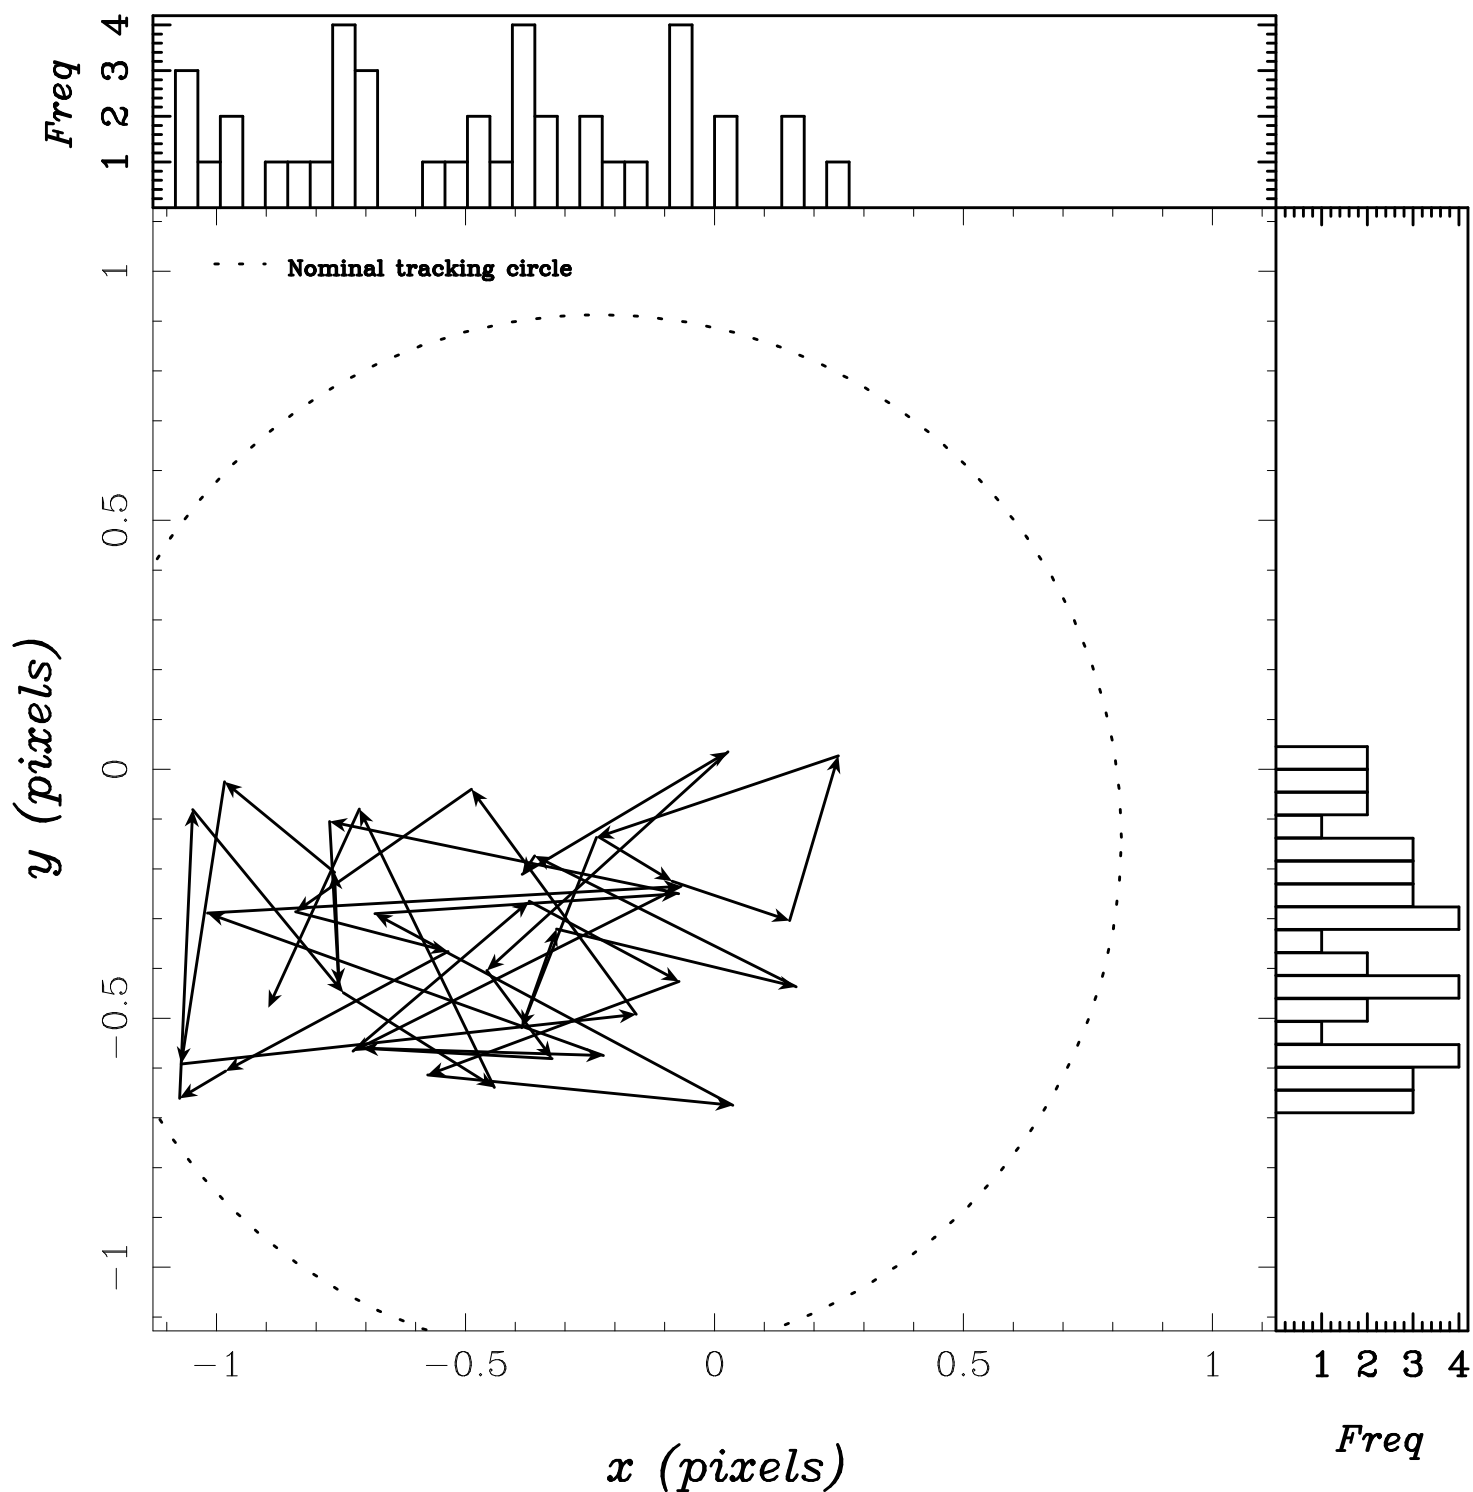 Freq
4
3
2
1
Nominal tracking circle
1
0.5
0
−0.5
−1
y (pixels)
−1 −0.5 0 0.5 1
x (pixels)
1 2 3 4
Freq